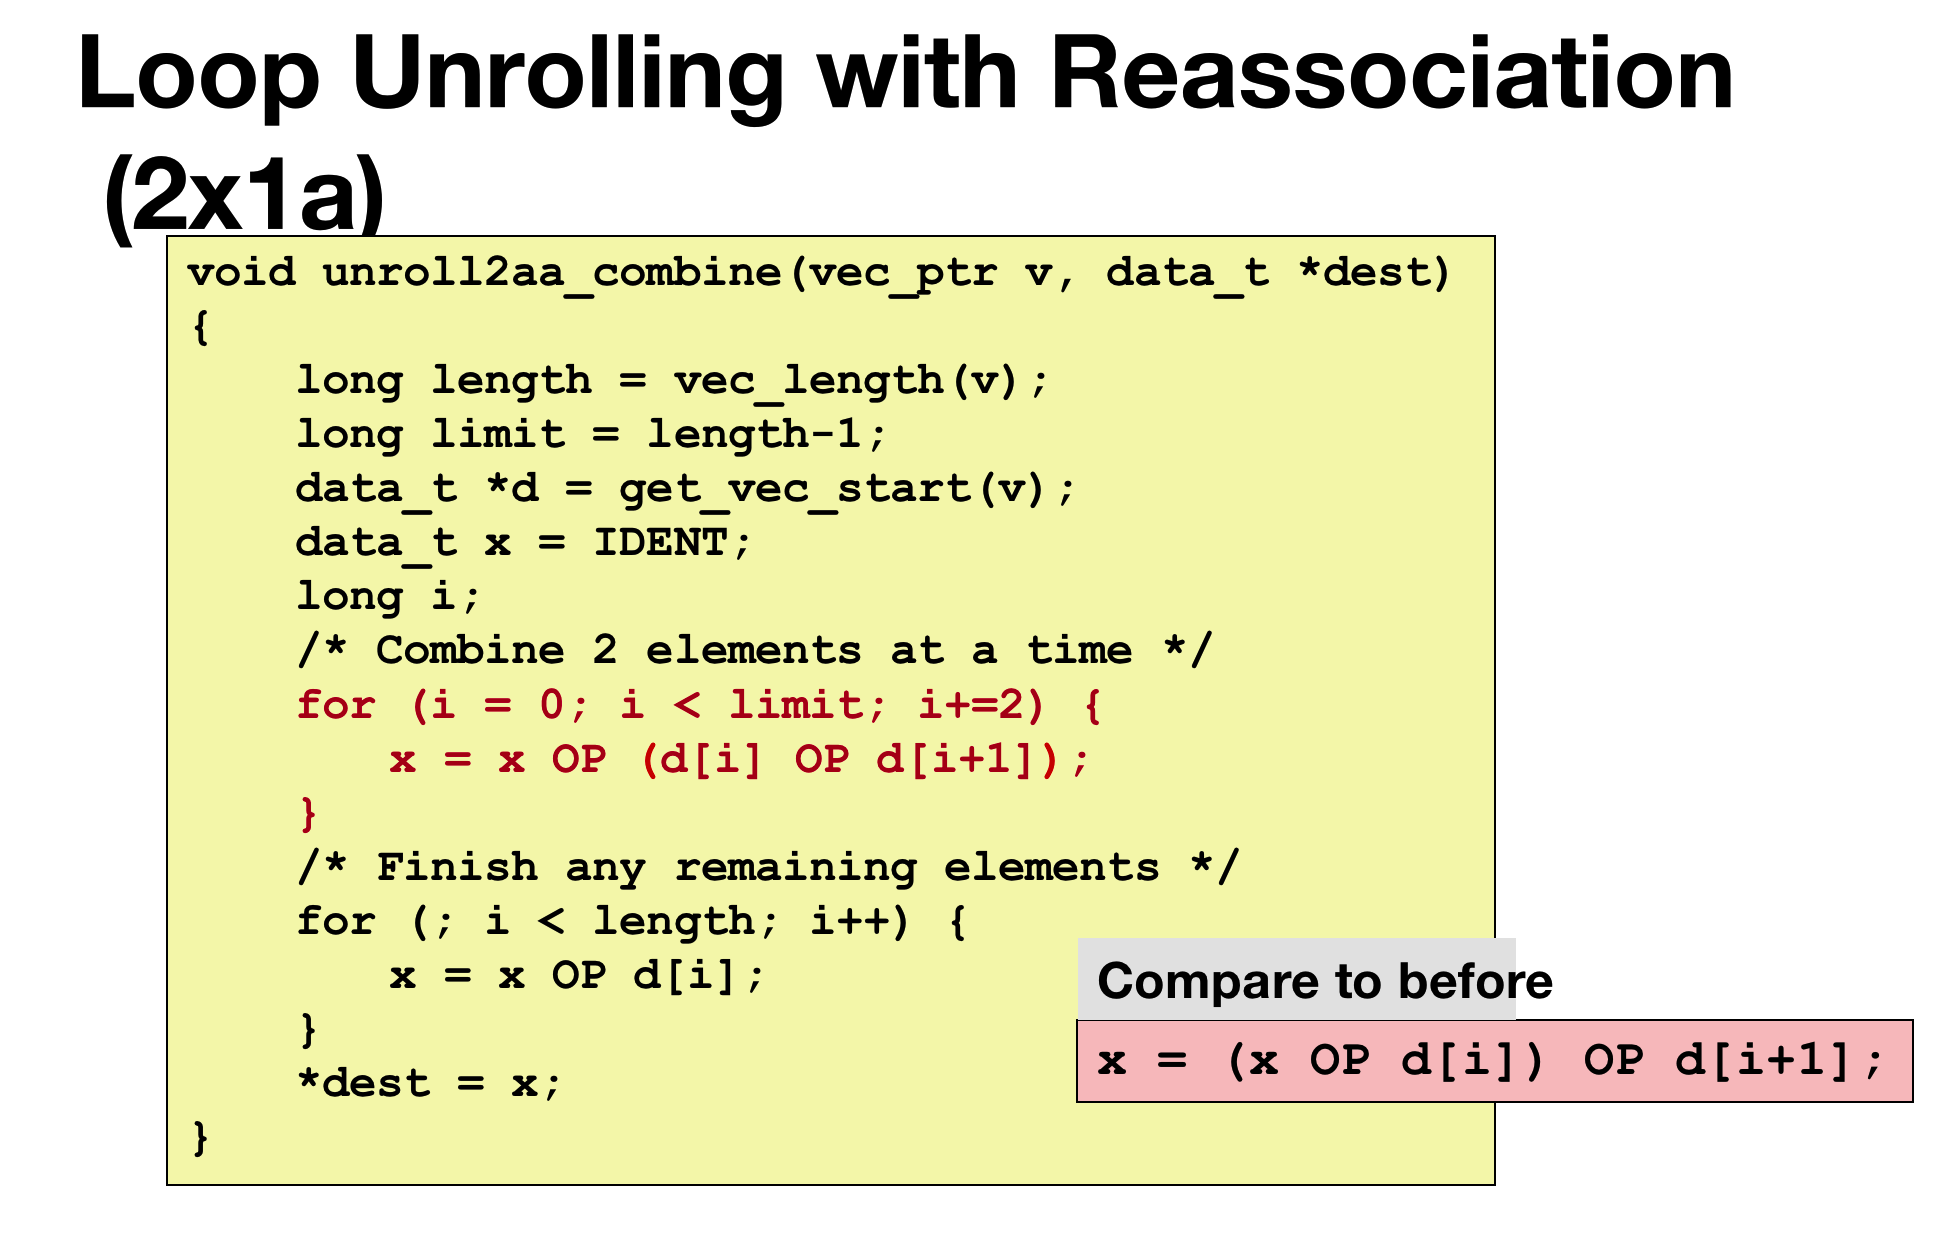 Loop Unrolling with Reassociation
(2x1a)
void unroll2aa_combine(vec_ptr v, data_t *dest)
{
    long length = vec_length(v);
    long limit = length-1;
    data_t *d = get_vec_start(v);
    data_t x = IDENT;
    long i;
    /* Combine 2 elements at a time */
    for (i = 0; i < limit; i+=2) {
        x = x OP (d[i] OP d[i+1]);
    }
    /* Finish any remaining elements */
    for (; i < length; i++) {
        x = x OP d[i];
    }
    *dest = x;
}
Compare to before
x = (x OP d[i]) OP d[i+1];